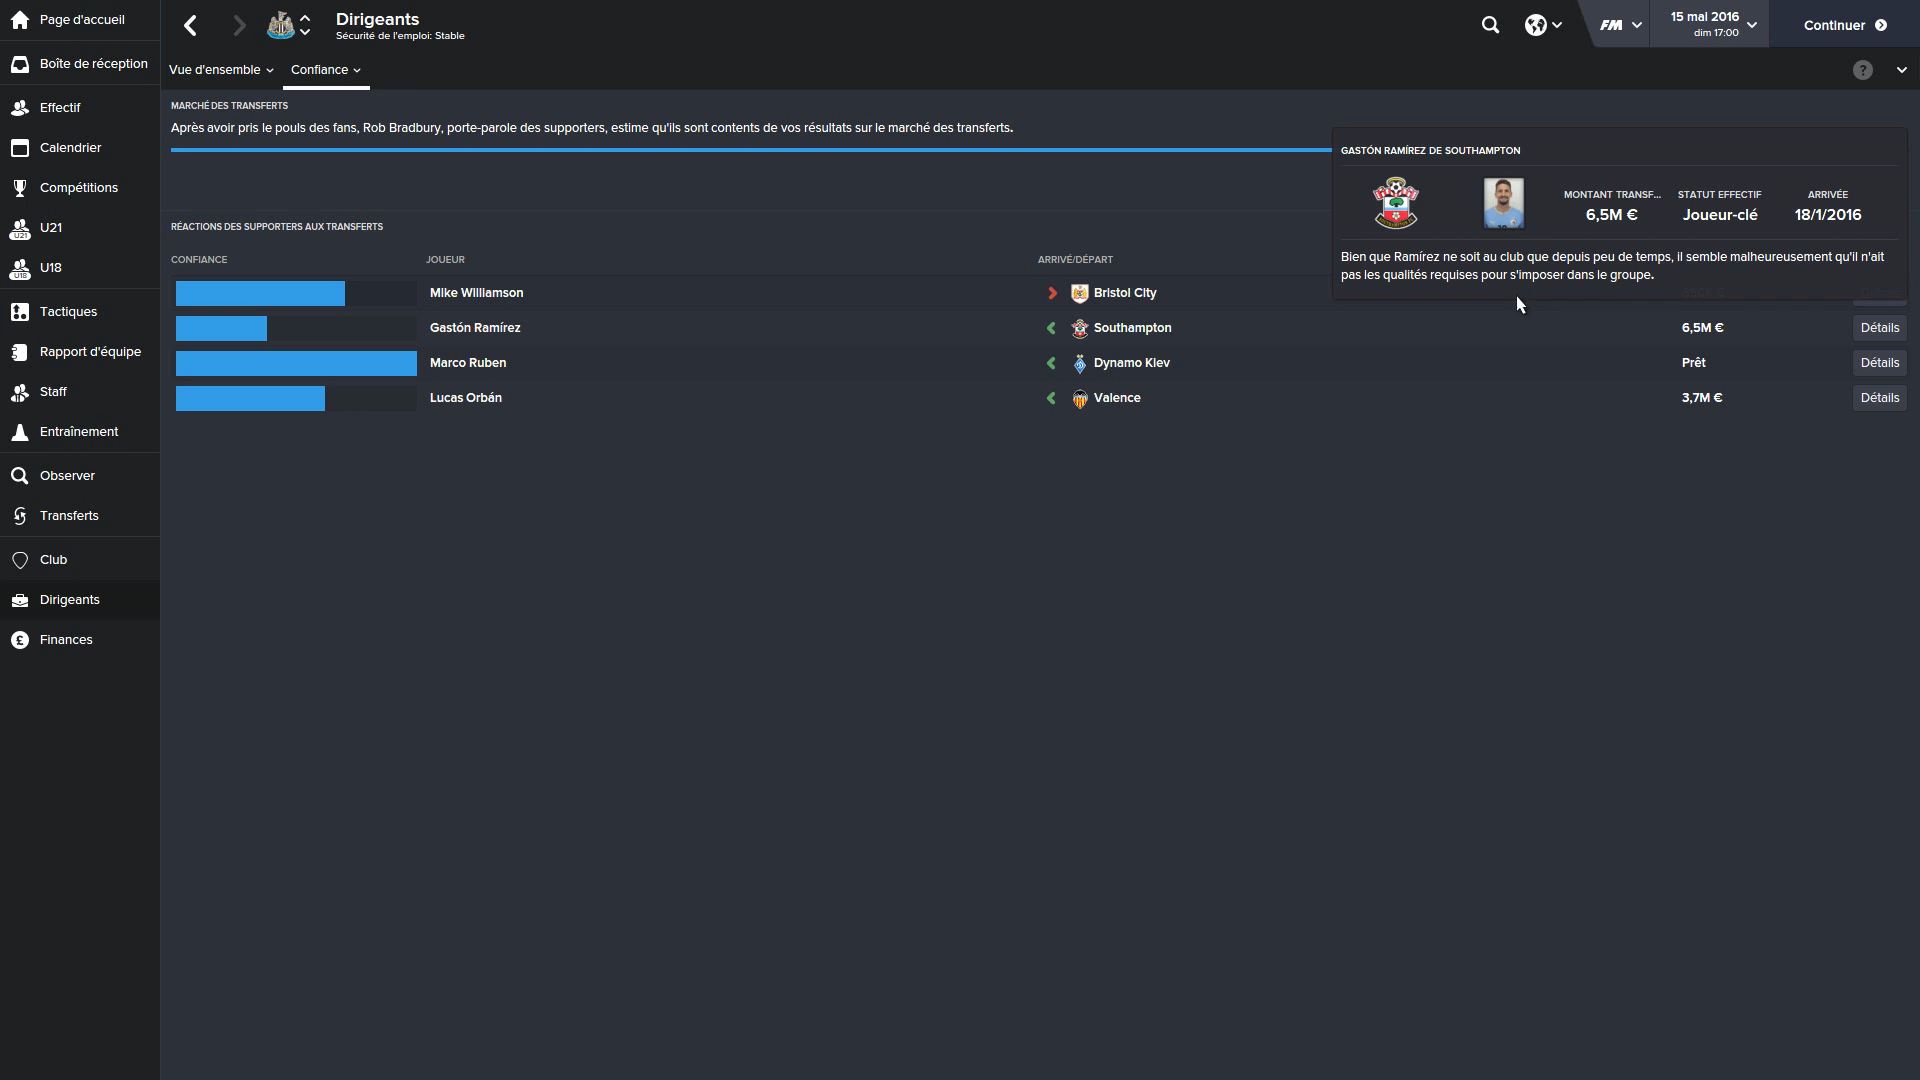 Page d'accueil
Boîte de réception
Effectif
Calendrier
Compétitions
U21
U21
U18
U18
Tactiques
Rapport d'équipe
Staff
Entraînement
Observer
Transferts
Club
Dirigeants
Finances
Dirigeants
Sécurité de l'emploi: Stable
FM
15 mai 2016
dim 17:00
Continuer
Vue d'ensemble
Confiance
?
MARCHÉ DES TRANSFERTS
Après avoir pris le pouls des fans, Rob Bradbury, porte-parole des supporters, estime qu'ils sont contents de vos résultats sur le marché des transferts.
GASTÓN RAMÍREZ DE SOUTHAMPTON
MONTANT TRANSF... STATUT EFFECTIF ARRIVÉE
6,5M € Joueur-clé 18/1/2016
Bien que Ramírez ne soit au club que depuis peu de temps, il semble malheureusement qu'il n'ait
pas les qualités requises pour s'imposer dans le groupe.
RÉACTIONS DES SUPPORTERS AUX TRANSFERTS
CONFIANCE JOUEUR ARRIVÉ/DÉPART
Mike Williamson Bristol City
Gastón Ramírez Southampton 6,5M € Détails
Marco Ruben Dynamo Kiev Prêt Détails
Lucas Orbán Valence 3,7M € Détails